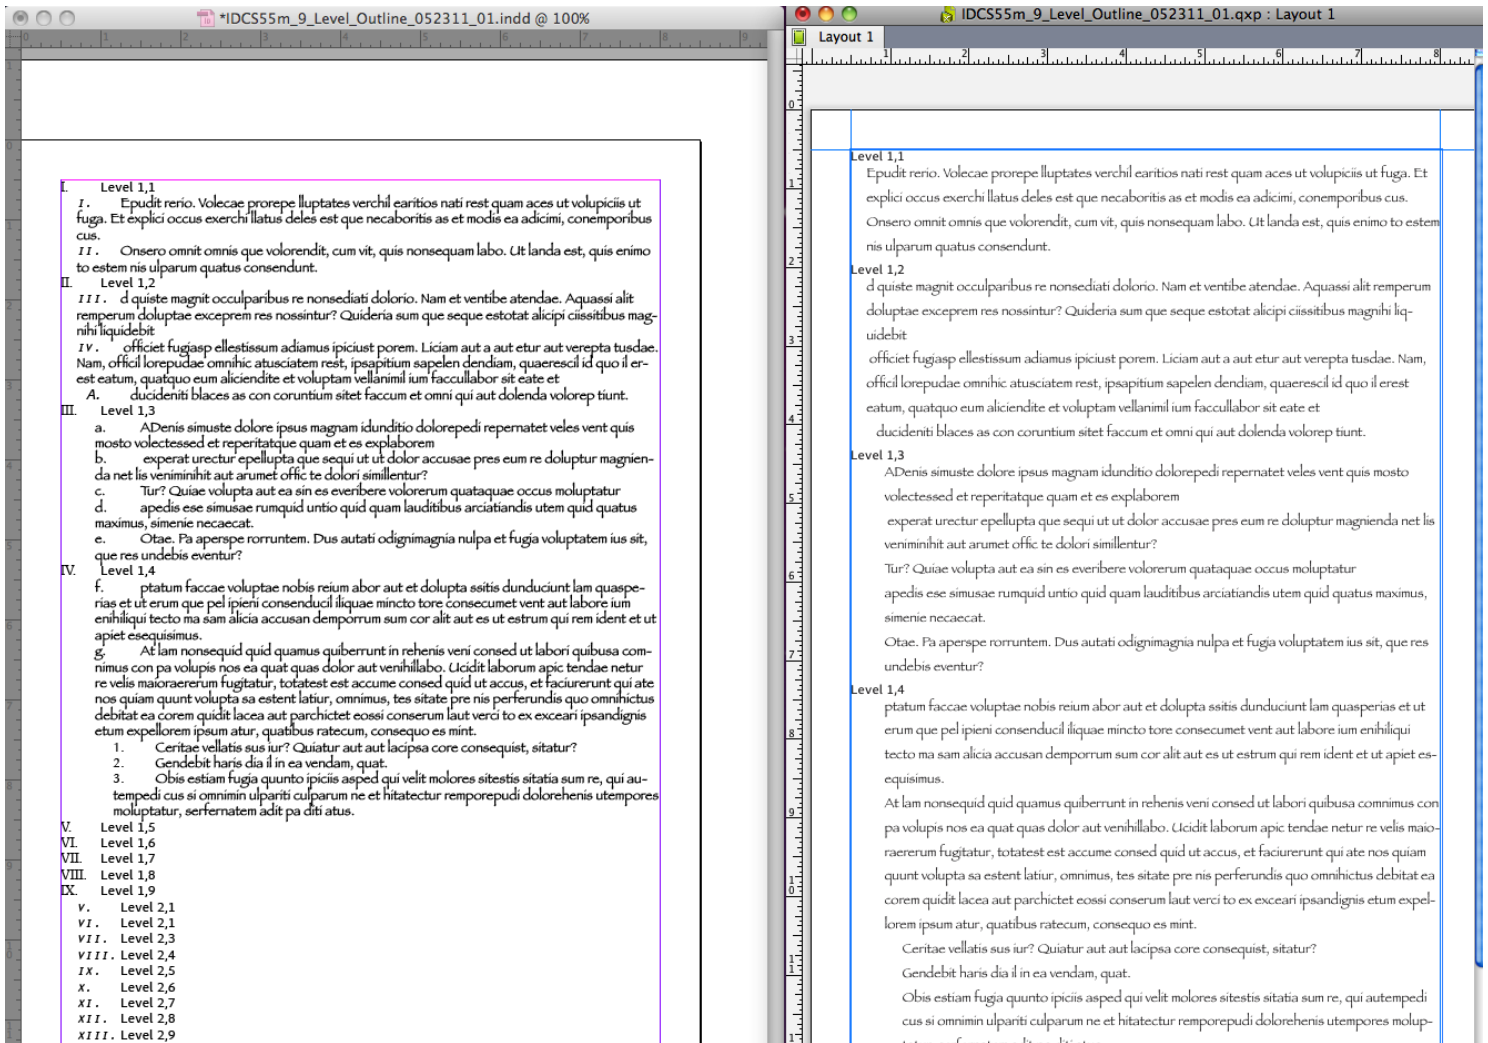 *IDCS55m_9_Level_Outline_052311_01.indd @ 100%
I. Level 1,1
I. Epudit rerio. Volecae prorepe lluptates verchil earitios nati rest quam aces ut volupiciis ut
fuga. Et explici occus exerchi llatus deles est que necaboritis as et modis ea adicimi, conemporibus
cus.
II. Onsero omnit omnis que volorendit, cum vit, quis nonsequam labo. Ut landa est, quis enimo
to estem nis ulparum quatus consendunt.
II. Level 1,2
III. d quiste magnit occulparibus re nonsediati dolorio. Nam et ventibe atendae. Aquassi alit
remperum doluptae exceprem res nossintur? Quideria sum que seque estotat alicipi ciissitibus mag-
nihi liquidebit
IV. officiet fugiasp ellestissum adiamus ipiciust porem. Liciam aut a aut etur aut verepta tusdae.
Nam, officil lorepudae omnihic atusciatem rest, ipsapitium sapelen dendiam, quaerescil id quo il er-
est eatum, quatquo eum aliciendite et voluptam vellanimil ium faccullabor sit eate et
A. ducideniti blaces as con coruntium sitet faccum et omni qui aut dolenda volorep tiunt.
III. Level 1,3
a. ADenis simuste dolore ipsus magnam idunditio dolorepedi repernatet veles vent quis
mosto volectessed et reperitatque quam et es explaborem
b. experat urectur epellupta que sequi ut ut dolor accusae pres eum re doluptur magnien-
da net lis veniminihit aut arumet offic te dolori simillentur?
c. Tur? Quiae volupta aut ea sin es everibere volorerum quataquae occus moluptatur
d. apedis ese simusae rumquid untio quid quam lauditibus arciatiandis utem quid quatus
maximus, simenie necaecat.
e. Otae. Pa aperspe rorruntem. Dus autati odignimagnia nulpa et fugia voluptatem ius sit,
que res undebis eventur?
IV. Level 1,4
f. ptatum faccae voluptae nobis reium abor aut et dolupta ssitis dunduciunt lam quaspe-
rias et ut erum que pel ipieni consenducil iliquae mincto tore consecumet vent aut labore ium
enihiliqui tecto ma sam alicia accusan demporrum sum cor alit aut es ut estrum qui rem ident et ut
apiet esequisimus.
g. At lam nonsequid quid quamus quiberrunt in rehenis veni consed ut labori quibusa com-
nimus con pa volupis nos ea quat quas dolor aut venihillabo. Ucidit laborum apic tendae netur
re velis maioraererum fugitatur, totatest est accume consed quid ut accus, et faciurerunt qui ate
nos quiam quunt volupta sa estent latiur, omnimus, tes sitate pre nis perferundis quo omnihictus
debitat ea corem quidit lacea aut parchictet eossi conserum laut verci to ex exceari ipsandignis
etum expellorem ipsum atur, quatibus ratecum, consequo es mint.
1. Ceritae vellatis sus iur? Quiatur aut aut lacipsa core consequist, sitatur?
2. Gendebit haris dia il in ea vendam, quat.
3. Obis estiam fugia quunto ipiciis asped qui velit molores sitestis sitatia sum re, qui au-
tempedi cus si omnimin ulpariti culparum ne et hitatectur remporepudi dolorehenis utempores
moluptatur, serfernatem adit pa diti atus.
V. Level 1,5
VI. Level 1,6
VII. Level 1,7
VIII. Level 1,8
IX. Level 1,9
V. Level 2,1
VI. Level 2,1
VII. Level 2,3
VIII. Level 2,4
IX. Level 2,5
X. Level 2,6
XI. Level 2,7
XII. Level 2,8
XIII. Level 2,9
IDCS55m_9_Level_Outline_052311_01.qxp : Layout 1
Layout 1
Level 1,1
Epudit rerio. Volecae prorepe lluptates verchil earitios nati rest quam aces ut volupiciis ut fuga. Et
explici occus exerchi llatus deles est que necaboritis as et modis ea adicimi, conemporibus cus.
Onsero omnit omnis que volorendit, cum vit, quis nonsequam labo. Ut landa est, quis enimo to estem
nis ulparum quatus consendunt.
Level 1,2
d quiste magnit occulparibus re nonsediati dolorio. Nam et ventibe atendae. Aquassi alit remperum
doluptae exceprem res nossintur? Quideria sum que seque estotat alicipi ciissitibus magnihi liq-
uidebit
officiet fugiasp ellestissum adiamus ipiciust porem. Liciam aut a aut etur aut verepta tusdae. Nam,
officil lorepudae omnihic atusciatem rest, ipsapitium sapelen dendiam, quaerescil id quo il erest
eatum, quatquo eum aliciendite et voluptam vellanimil ium faccullabor sit eate et
ducideniti blaces as con coruntium sitet faccum et omni qui aut dolenda volorep tiunt.
Level 1,3
ADenis simuste dolore ipsus magnam idunditio dolorepedi repernatet veles vent quis mosto
volectessed et reperitatque quam et es explaborem
experat urectur epellupta que sequi ut ut dolor accusae pres eum re doluptur magnienda net lis
veniminihit aut arumet offic te dolori simillentur?
Tur? Quiae volupta aut ea sin es everibere volorerum quataquae occus moluptatur
apedis ese simusae rumquid untio quid quam lauditibus arciatiandis utem quid quatus maximus,
simenie necaecat.
Otae. Pa aperspe rorruntem. Dus autati odignimagnia nulpa et fugia voluptatem ius sit, que res
undebis eventur?
Level 1,4
ptatum faccae voluptae nobis reium abor aut et dolupta ssitis dunduciunt lam quasperias et ut
erum que pel ipieni consenducil iliquae mincto tore consecumet vent aut labore ium enihiliqui
tecto ma sam alicia accusan demporrum sum cor alit aut es ut estrum qui rem ident et ut apiet es-
equisimus.
At lam nonsequid quid quamus quiberrunt in rehenis veni consed ut labori quibusa comnimus con
pa volupis nos ea quat quas dolor aut venihillabo. Ucidit laborum apic tendae netur re velis maio-
raererum fugitatur, totatest est accume consed quid ut accus, et faciurerunt qui ate nos quiam
quunt volupta sa estent latiur, omnimus, tes sitate pre nis perferundis quo omnihictus debitat ea
corem quidit lacea aut parchictet eossi conserum laut verci to ex exceari ipsandignis etum expel-
lorem ipsum atur, quatibus ratecum, consequo es mint.
Ceritae vellatis sus iur? Quiatur aut aut lacipsa core consequist, sitatur?
Gendebit haris dia il in ea vendam, quat.
Obis estiam fugia quunto ipiciis asped qui velit molores sitestis sitatia sum re, qui autempedi
cus si omnimin ulpariti culparum ne et hitatectur remporepudi dolorehenis utempores molup-